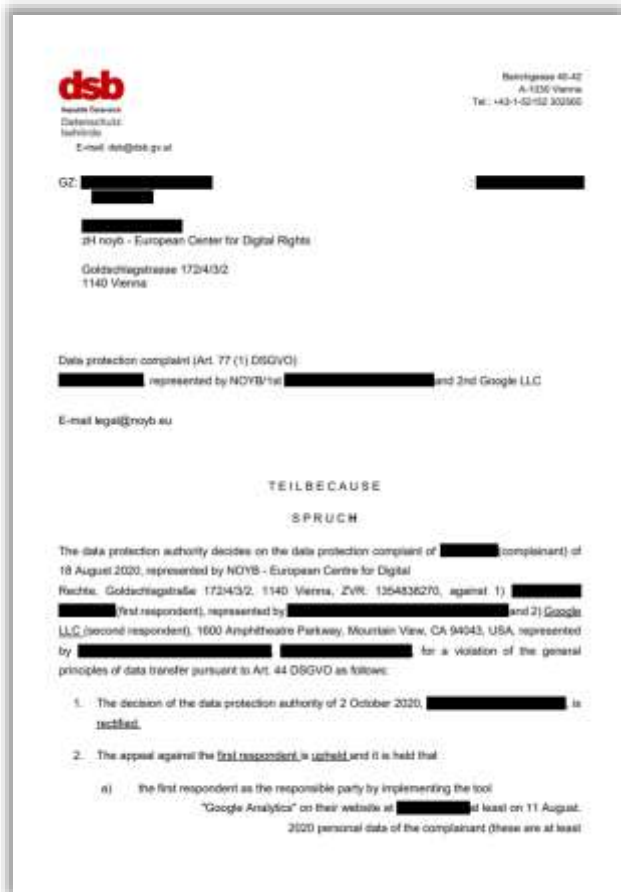 dsb
Republik Österreich
Datenschutz
behörde
E-mail: dsb@dsb.gv.at
Barichgasse 40-42
A-1030 Vienna
Tel.: +43-1-52152 302565
GZ:
zH noyb - European Center for Digital Rights
Goldschlagstrasse 172/4/3/2
1140 Vienna
Data protection complaint (Art. 77 (1) DSGVO)
, represented by NOYB/1st and 2nd Google LLC
E-mail legal@noyb.eu
TEILBECAUSE
SPRUCH
The data protection authority decides on the data protection complaint of (complainant) of
18 August 2020, represented by NOYB - European Centre for Digital
Rechte, Goldschlagstraße 172/4/3/2, 1140 Vienna, ZVR: 1354838270, against 1)
(first respondent), represented by and 2) Google
LLC (second respondent), 1600 Amphitheatre Parkway, Mountain View, CA 94043, USA, represented
by , for a violation of the general
principles of data transfer pursuant to Art. 44 DSGVO as follows:
1. The decision of the data protection authority of 2 October 2020, , is
rectified.
2. The appeal against the first respondent is upheld and it is held that
a) the first respondent as the responsible party by implementing the tool
"Google Analytics" on their website at at least on 11 August.
2020 personal data of the complainant (these are at least